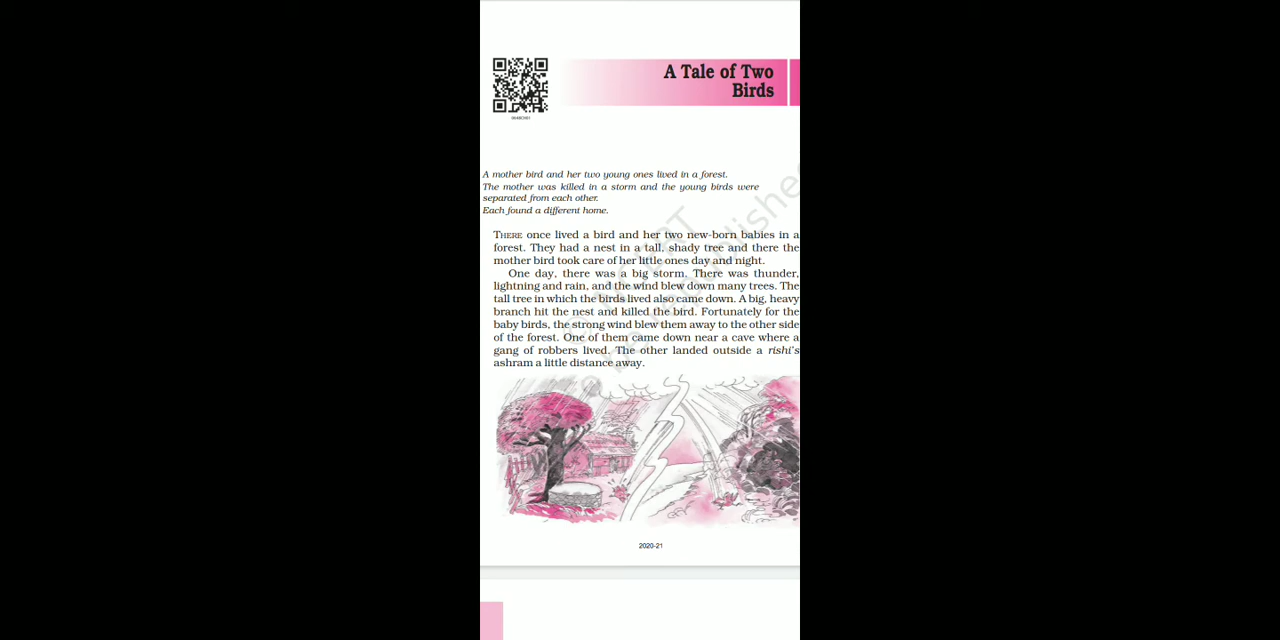 A Tale of Two
Birds
A mother bird and her two young ones lived in a forest.
The mother was killed in a storm and the young birds were
separated from each other.
Each found a different home.
THERE once lived a bird and her two new-born babies in a
forest. They had a nest in a tall, shady tree and there the
mother bird took care of her little ones day and night.
One day, there was a big storm. There was thunder,
lightning and rain, and the wind blew down many trees. The
tall tree in which the birds lived also came down. A big, heavy
branch hit the nest and killed the bird. Fortunately for the
baby birds, the strong wind blew them away to the other side
of the forest. One of them came down near a cave where a
gang of robbers lived. The other landed outside a rishi's
ashram a little distance away.
2020-21